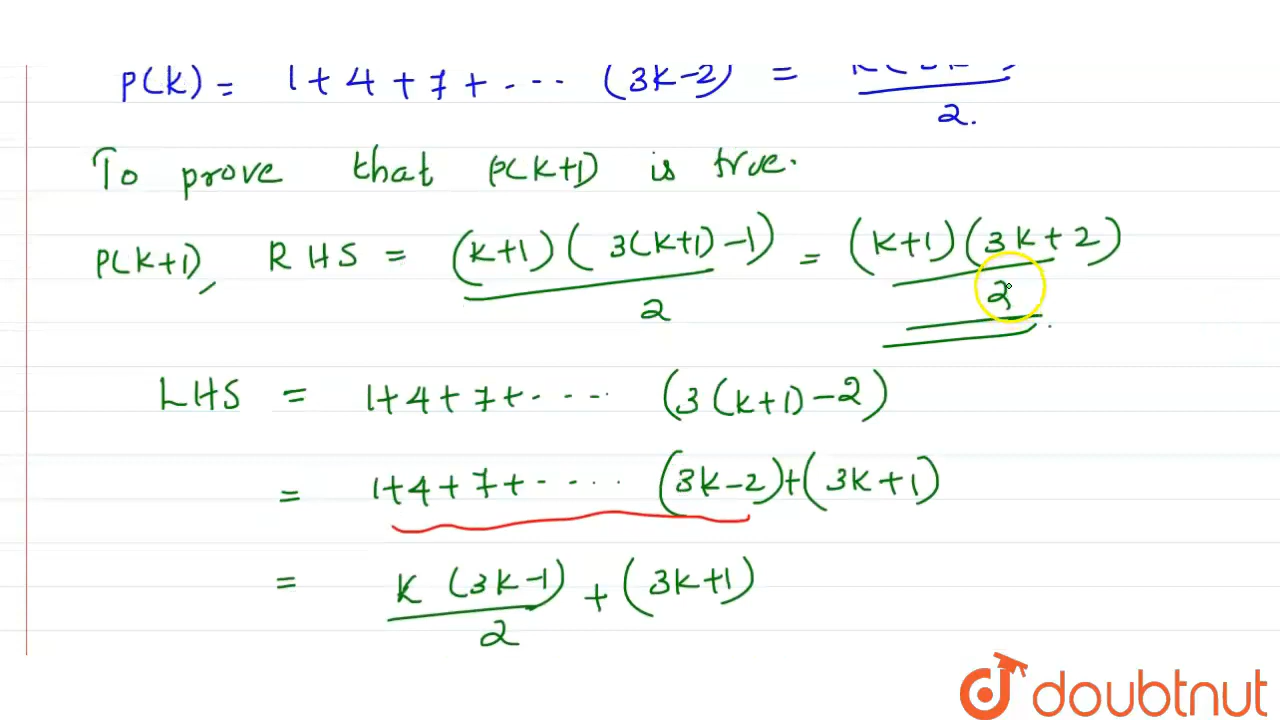 P(k) = 1 + 4 + 7 + ... (3k-2) =
2.
To prove that P(k+1) is true.
P(k+1), RHS = (k+1)(3(k+1)-1)/2 = (k+1)(3k+2)/2
LHS = 1+4+7+..... (3(k+1)-2)
= 1+4+7+..... (3k-2)+(3k+1)
= k(3k-1)/2 + (3k+1)
doubtnut